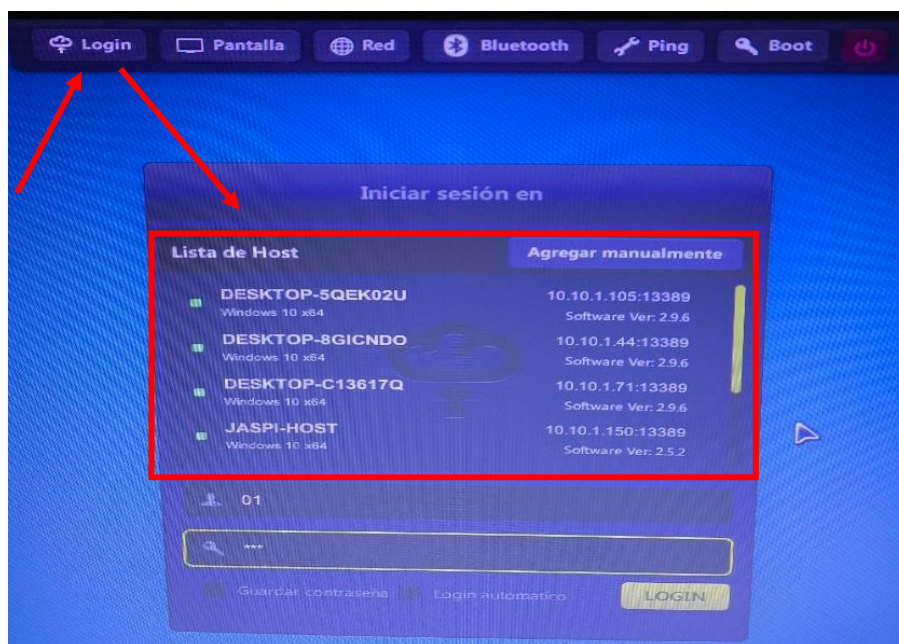 Login Pantalla Red Bluetooth Ping Boot
Iniciar sesión en
Lista de Host Agregar manualmente
DESKTOP-5QEK02U 10.10.1.105:13389
Windows 10 x64 Software Ver: 2.9.6
DESKTOP-8GICNDO 10.10.1.44:13389
Windows 10 x64 Software Ver: 2.9.6
DESKTOP-C13617Q 10.10.1.71:13389
Windows 10 x64 Software Ver: 2.9.6
JASPI-HOST 10.10.1.150:13389
Windows 10 x64 Software Ver: 2.5.2
01
***
Guardar contraseña Login automatico LOGIN